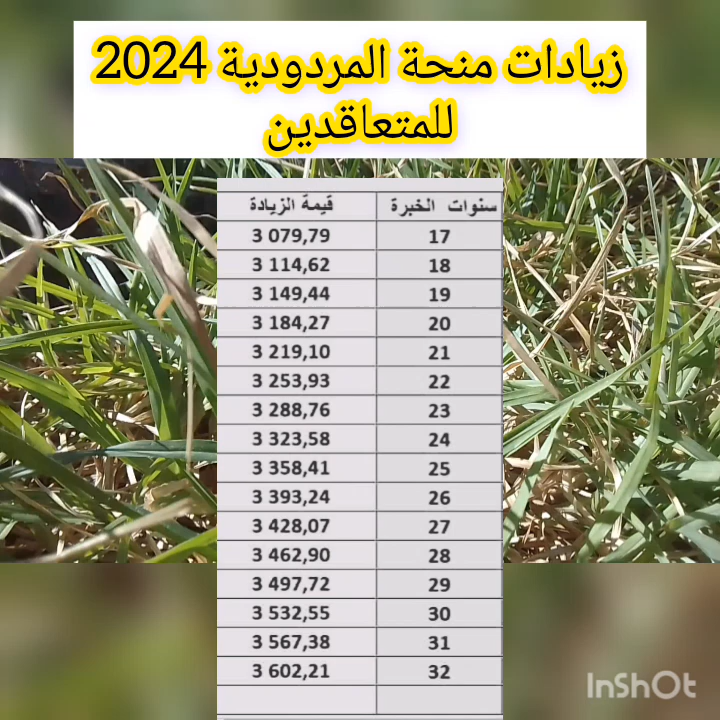 زيادات منحة المردودية 2024
للمتعاقدين
سنوات الخبرة قيمة الزيادة
17 3 079,79
18 3 114,62
19 3 149,44
20 3 184,27
21 3 219,10
22 3 253,93
23 3 288,76
24 3 323,58
25 3 358,41
26 3 393,24
27 3 428,07
28 3 462,90
29 3 497,72
30 3 532,55
31 3 567,38
32 3 602,21
InShOt